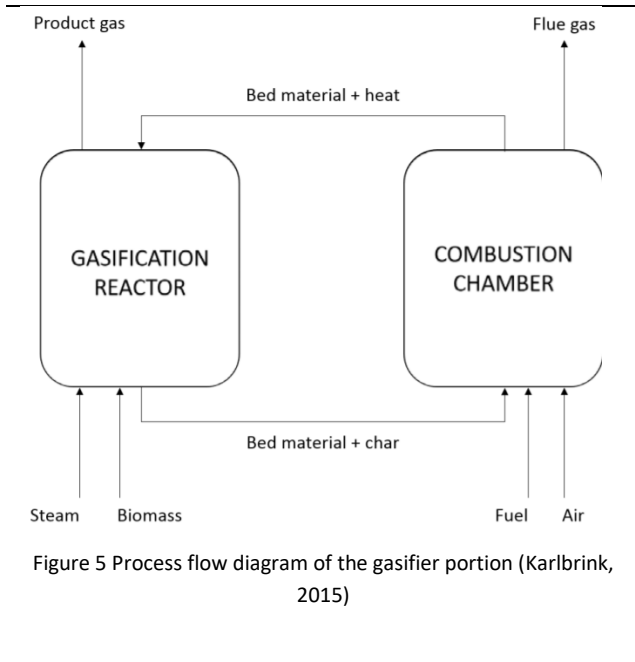 Product gas
Flue gas
Bed material + heat
GASIFICATION
REACTOR
COMBUSTION
CHAMBER
Bed material + char
Steam
Biomass
Fuel
Air
Figure 5 Process flow diagram of the gasifier portion (Karlbrink,
2015)